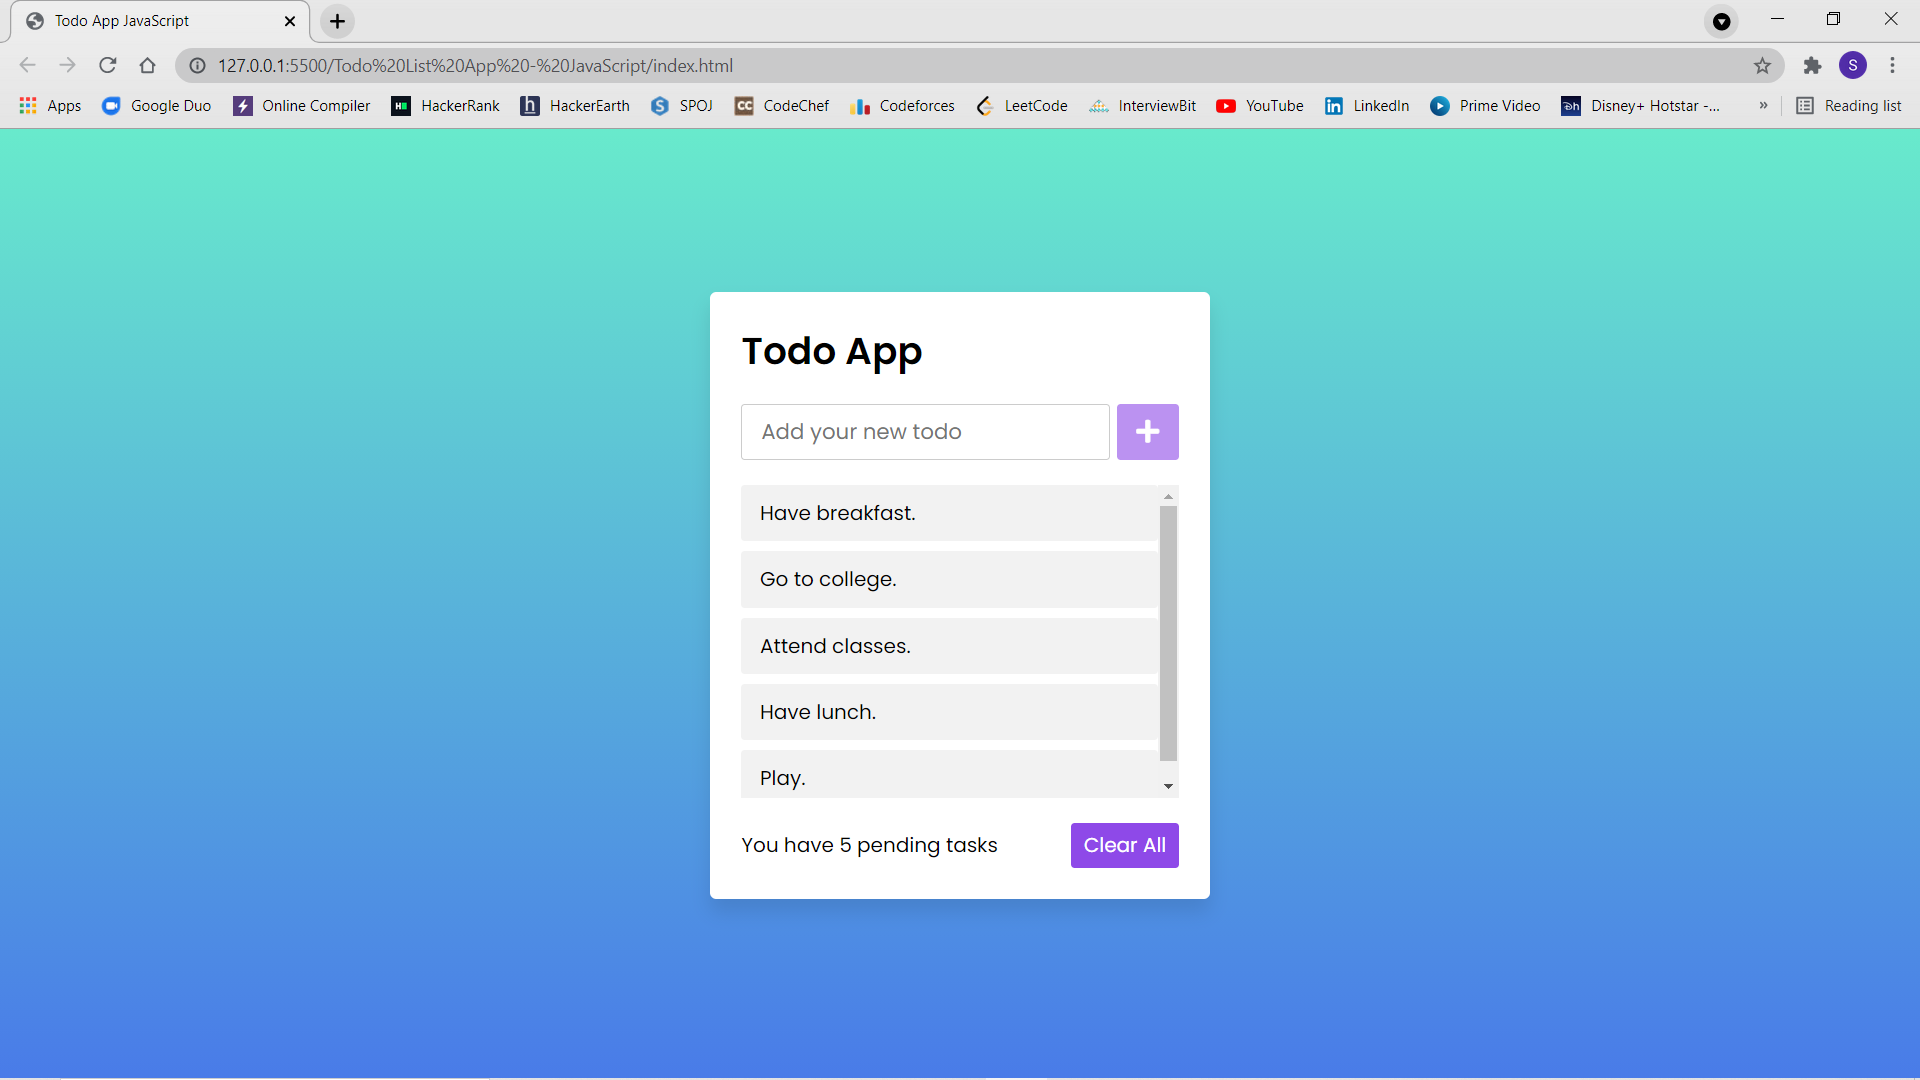 Todo App JavaScript
127.0.0.1:5500/Todo%20List%20App%20-%20JavaScript/index.html
S
Apps Google Duo Online Compiler HackerRank HackerEarth SPOJ CodeChef Codeforces LeetCode InterviewBit YouTube LinkedIn Prime Video Disney+ Hotstar -... » Reading list
Todo App
Add your new todo
Have breakfast.
Go to college.
Attend classes.
Have lunch.
Play.
You have 5 pending tasks Clear All